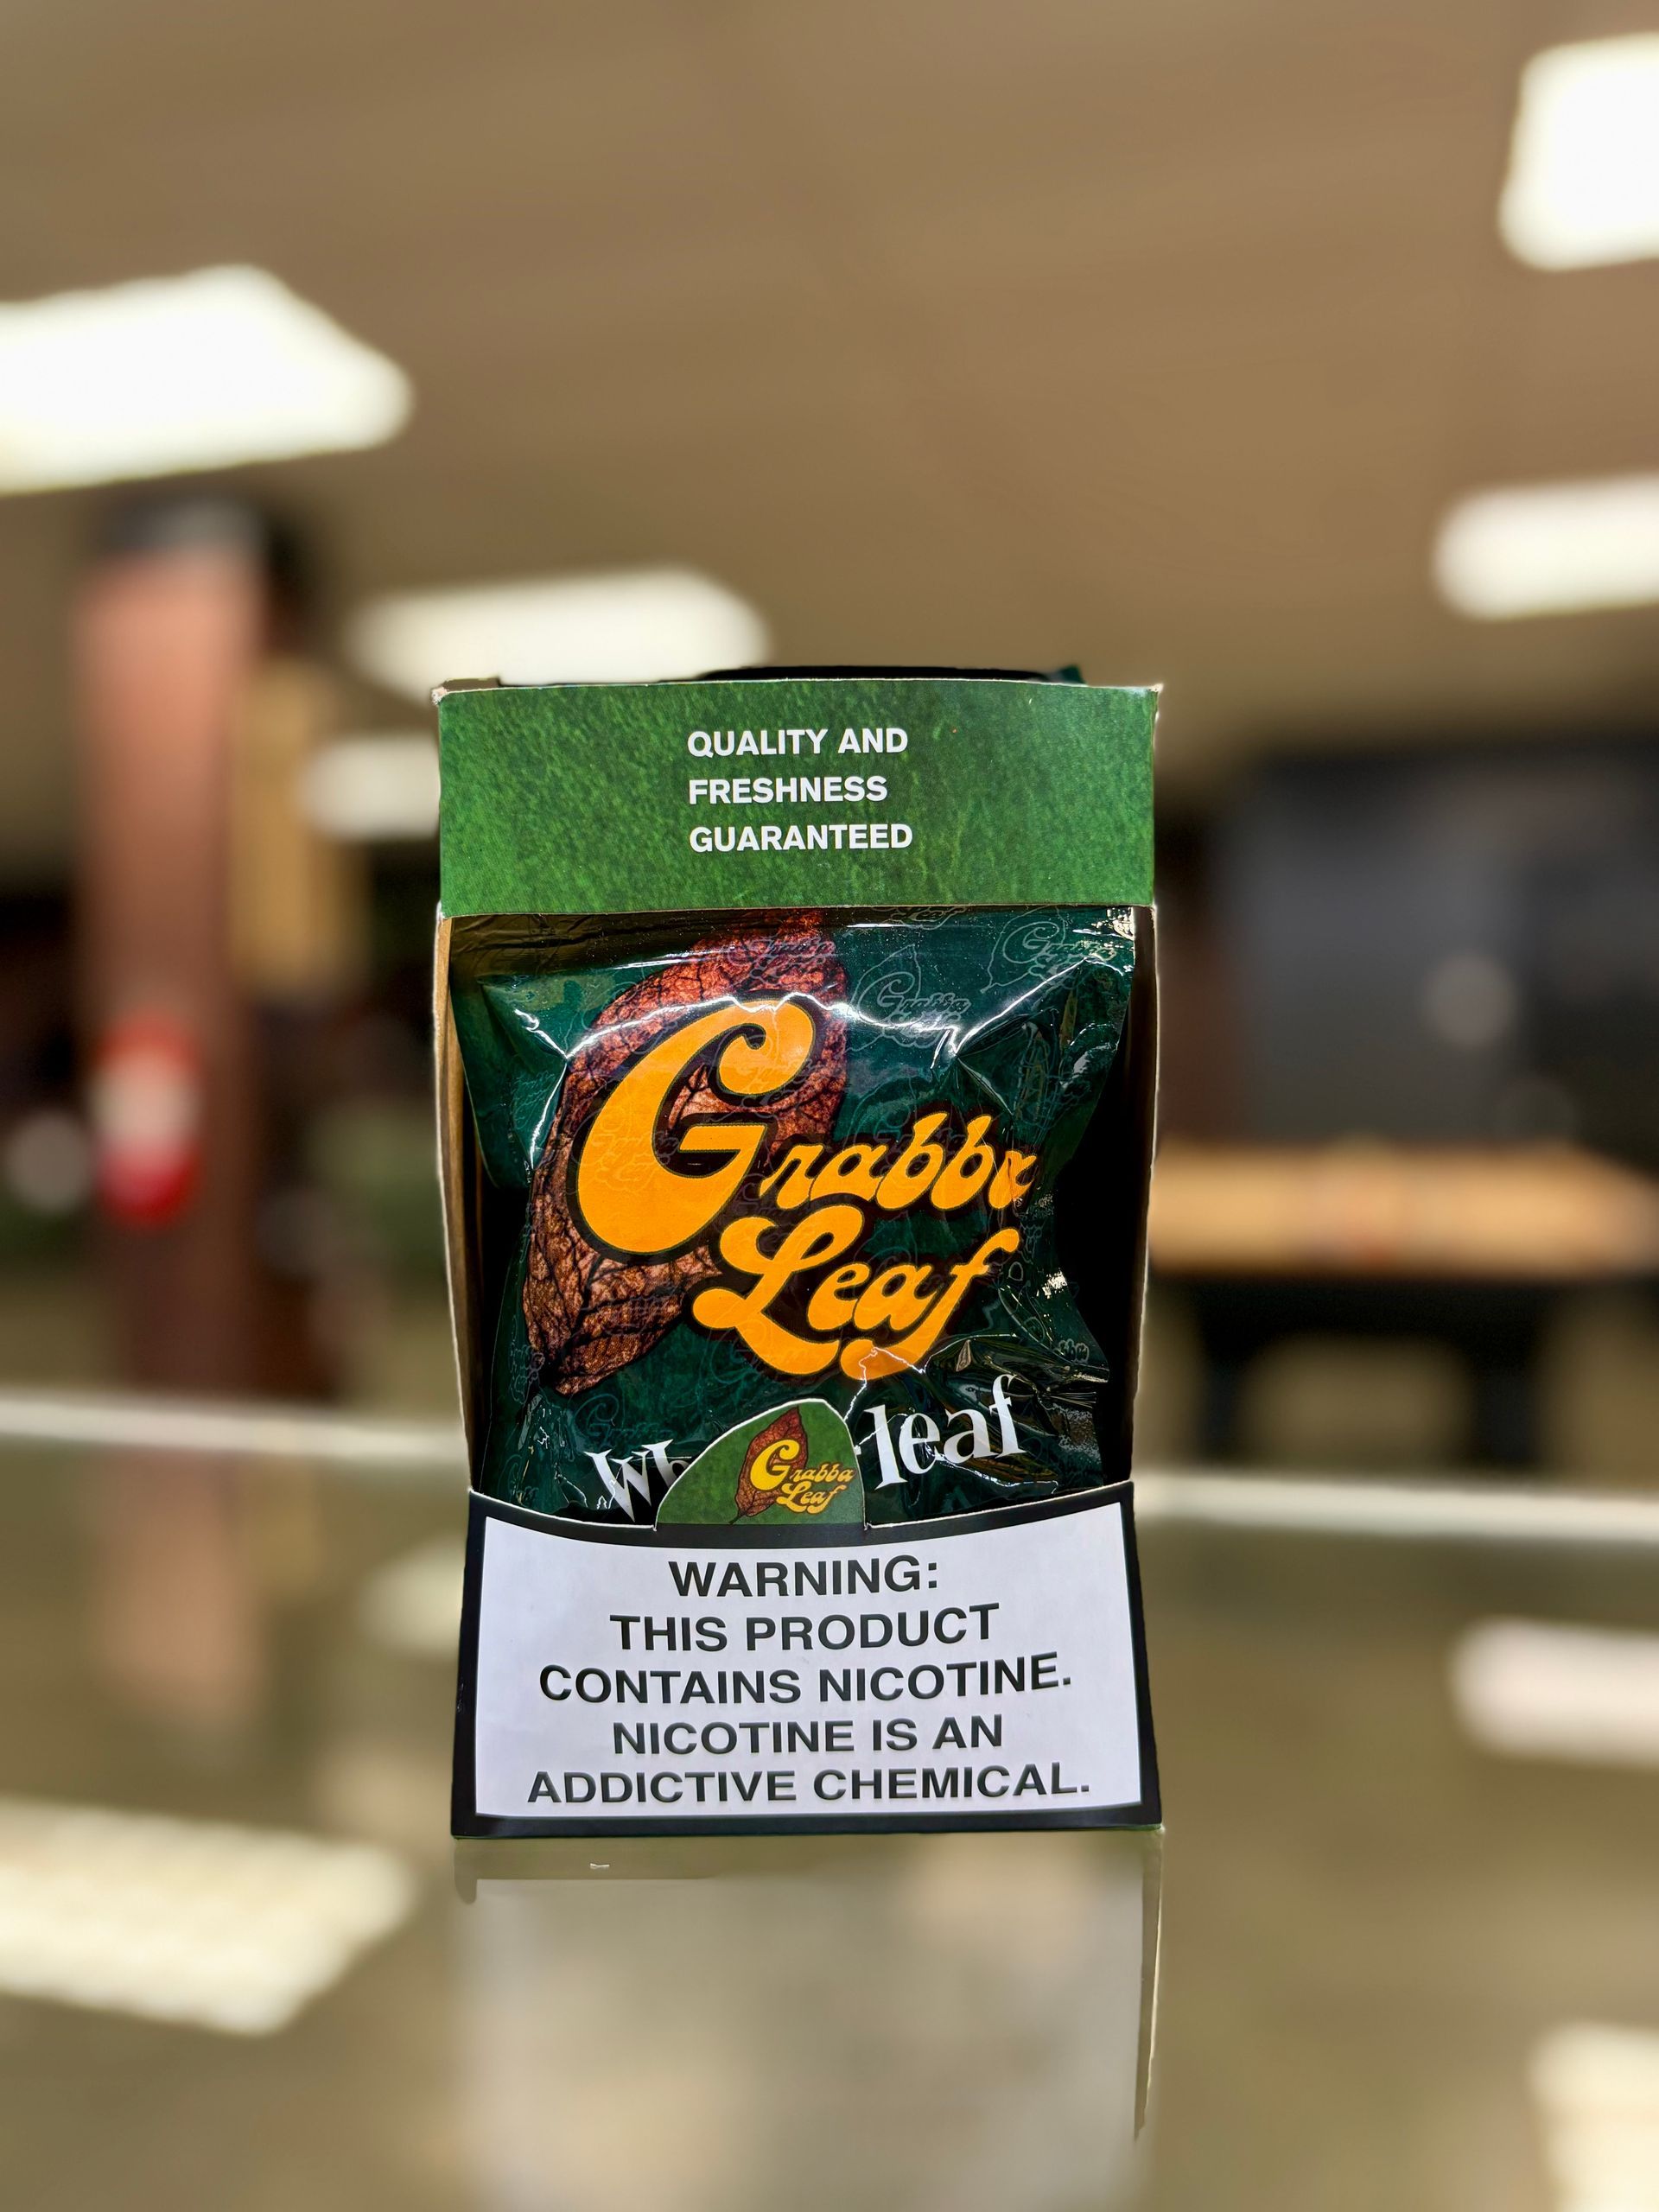 QUALITY AND
FRESHNESS
GUARANTEED
Grabba
Leaf
leaf
Grabba
Leaf
WARNING:
THIS PRODUCT
CONTAINS NICOTINE.
NICOTINE IS AN
ADDICTIVE CHEMICAL.